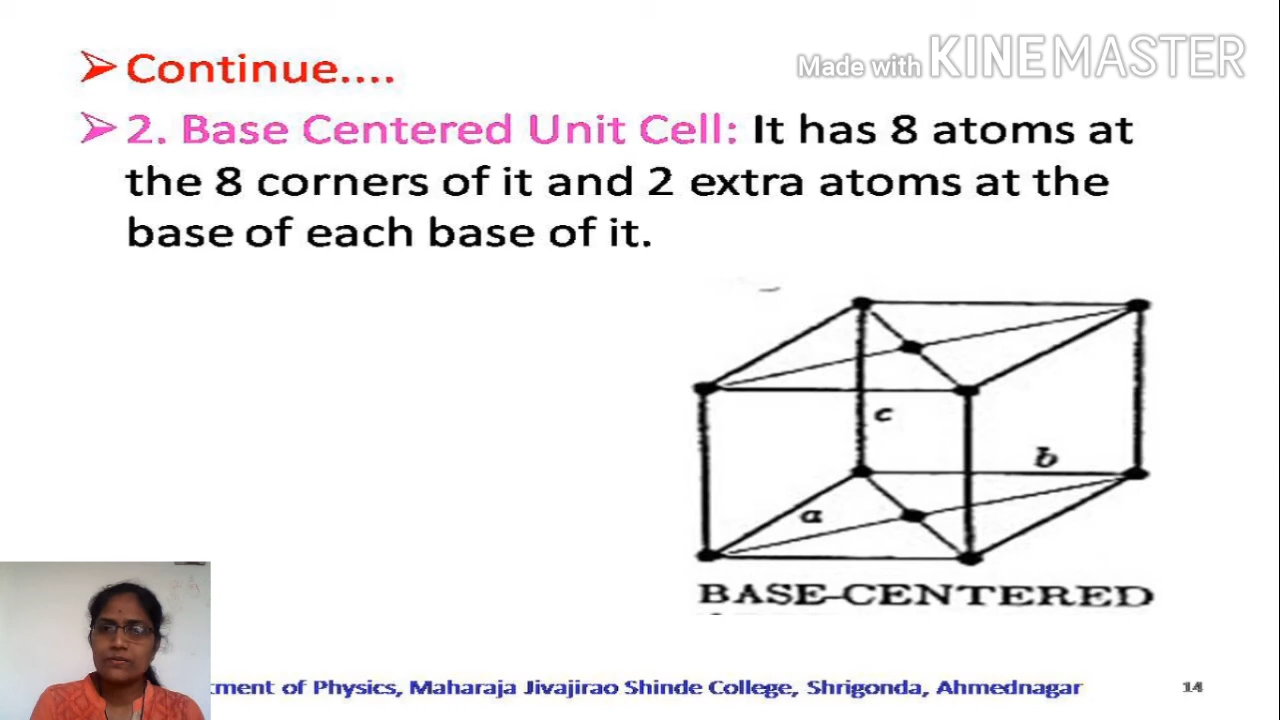 Made with KINEMASTER
Continue....
2. Base Centered Unit Cell: It has 8 atoms at
the 8 corners of it and 2 extra atoms at the
base of each base of it.
c
b
a
BASE-CENTERED
of Physics, Maharaja Jivajirao Shinde College, Shrigonda, Ahmednagar
14